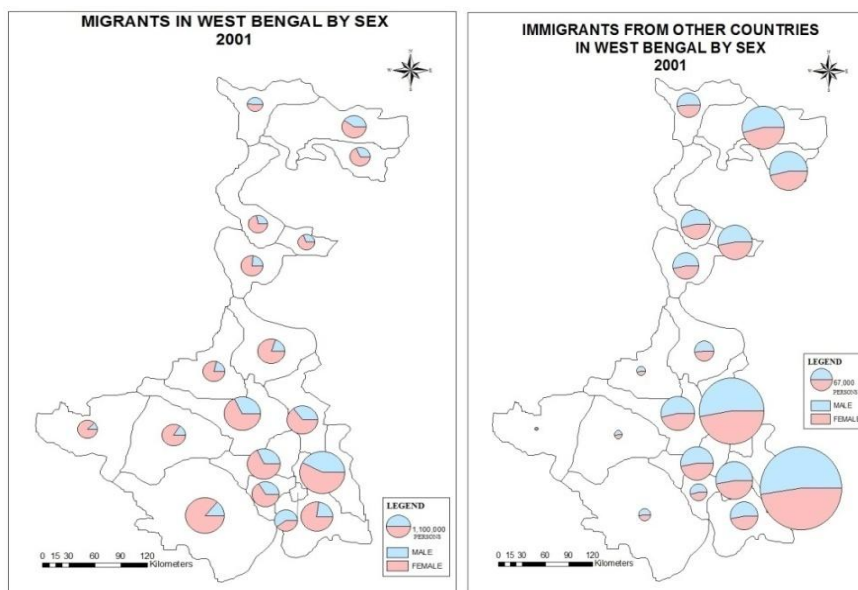 MIGRANTS IN WEST BENGAL BY SEX
2001
N
W
E
S
LEGEND
1,100,000
PERSONS
MALE
FEMALE
0 15 30 60 90 120
Kilometers
IMMIGRANTS FROM OTHER COUNTRIES
IN WEST BENGAL BY SEX
2001
N
W
E
S
LEGEND
67,000
PERSONS
MALE
FEMALE
0 15 30 60 90 120
Kilometers